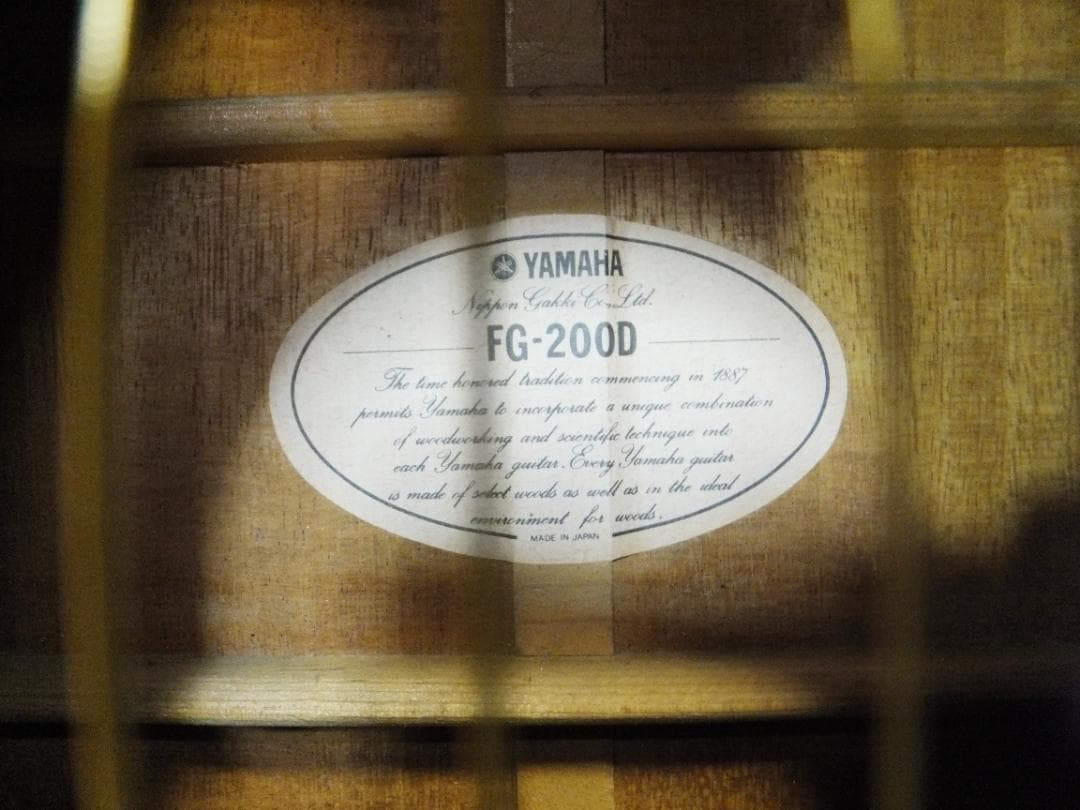 YAMAHA
Nippon Gakki Co., Ltd.
FG-200D
The time honored tradition commencing in 1887
permits Yamaha to incorporate a unique combination
of woodworking and scientific technique into
each Yamaha guitar. Every Yamaha guitar
is made of select woods as well as in the ideal
environment for woods.
MADE IN JAPAN